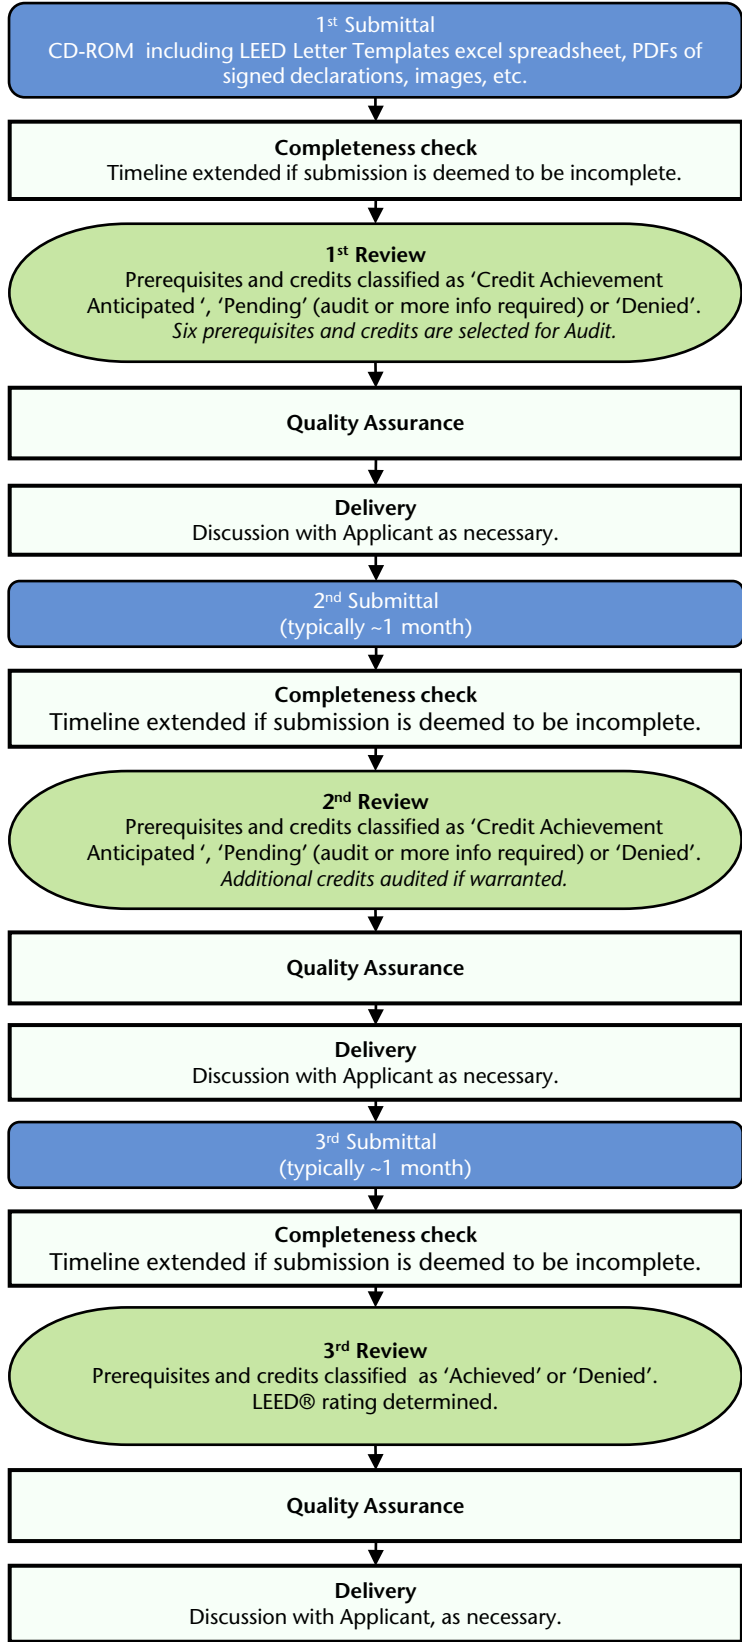 1st Submittal
CD-ROM  including LEED Letter Templates excel spreadsheet, PDFs of
signed declarations, images, etc.
Completeness check
Timeline extended if submission is deemed to be incomplete.
1st Review
Prerequisites and credits classified as ‘Credit Achievement
Anticipated ‘, ‘Pending’ (audit or more info required) or ‘Denied’.
Six prerequisites and credits are selected for Audit.
Quality Assurance
Delivery
Discussion with Applicant as necessary.
2nd Submittal
(typically ~1 month)
Completeness check
Timeline extended if submission is deemed to be incomplete.
2nd Review
Prerequisites and credits classified as ‘Credit Achievement
Anticipated ‘, ‘Pending’ (audit or more info required) or ‘Denied’.
Additional credits audited if warranted.
Quality Assurance
Delivery
Discussion with Applicant as necessary.
3rd Submittal
(typically ~1 month)
Completeness check
Timeline extended if submission is deemed to be incomplete.
3rd Review
Prerequisites and credits classified  as ‘Achieved’ or ‘Denied’.
LEED® rating determined.
Quality Assurance
Delivery
Discussion with Applicant, as necessary.